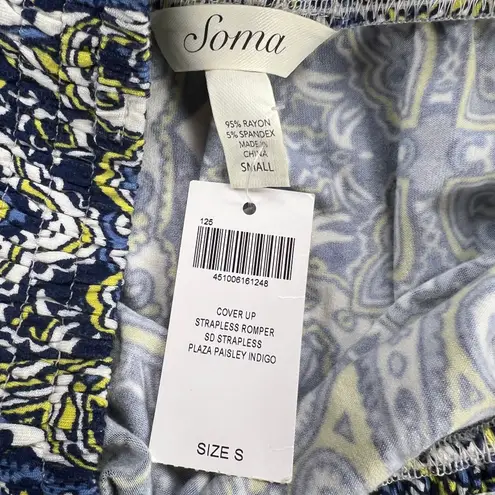 Soma
95% RAYON
5% SPANDEX
MADE IN
CHINA
SMALL
125
451006161248
COVER UP
STRAPLESS ROMPER
SD STRAPLESS
PLAZA PAISLEY INDIGO
SIZE S